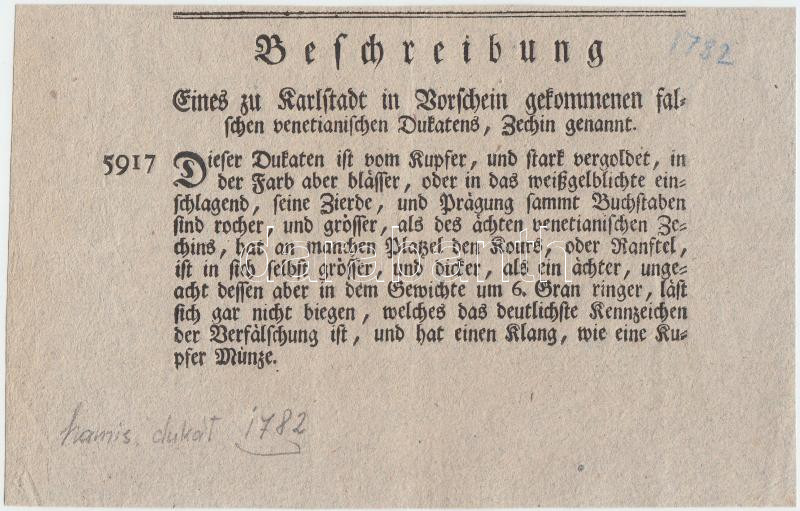 Beschreibung
1782
Eines zu Karlstadt in Vorschein gekommenen fal-
schen venetianischen Dukatens, Zechin genannt.
5917 Dieser Dukaten ist vom Kupfer, und stark vergoldet, in
der Farb aber blässer, oder in das weißgelblichte ein-
schlagend, seine Zierde, und Prägung sammt Buchstaben
sind rocher, und grösser, als des ächten venetianischen Ze-
chins, hat an manchen Platzel den Kours, oder Ranftel,
ist in sich selbst grösser, und dicker, als ein ächter, unge-
acht dessen aber in dem Gewichte um 6. Gran ringer, läst
sich gar nicht biegen, welches das deutlichste Kennzeichen
der Verfälschung ist, und hat einen Klang, wie eine Ku-
pfer Münze.
hamis. dukát 1782
darabanth